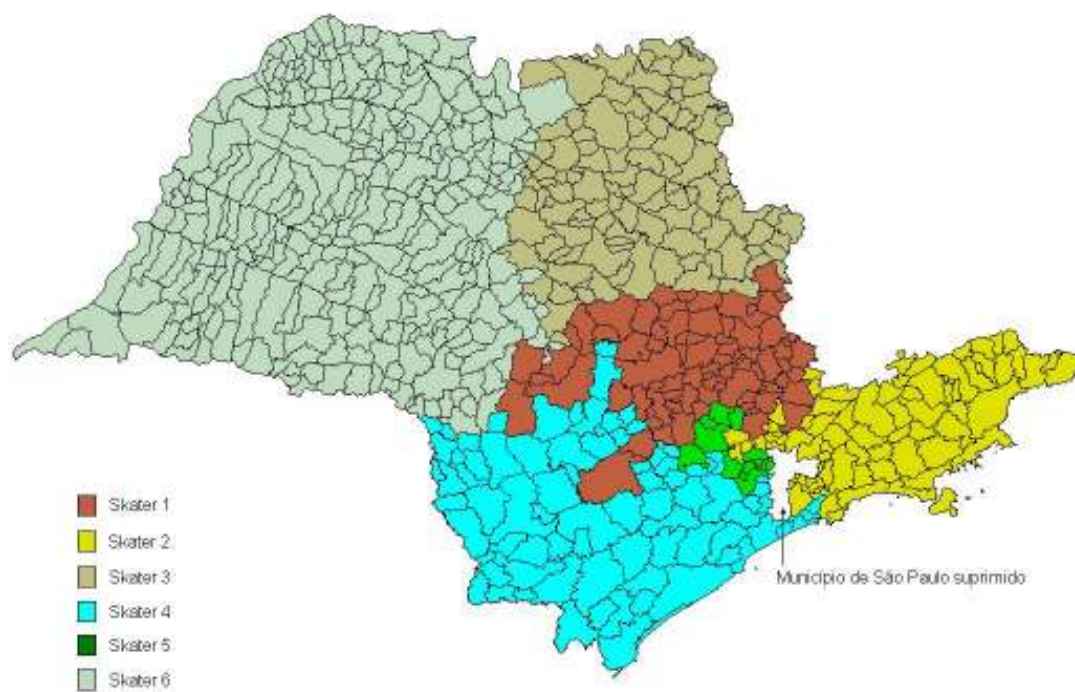 Skater 1
Skater 2
Skater 3
Skater 4
Skater 5
Skater 6
Município de São Paulo suprimido